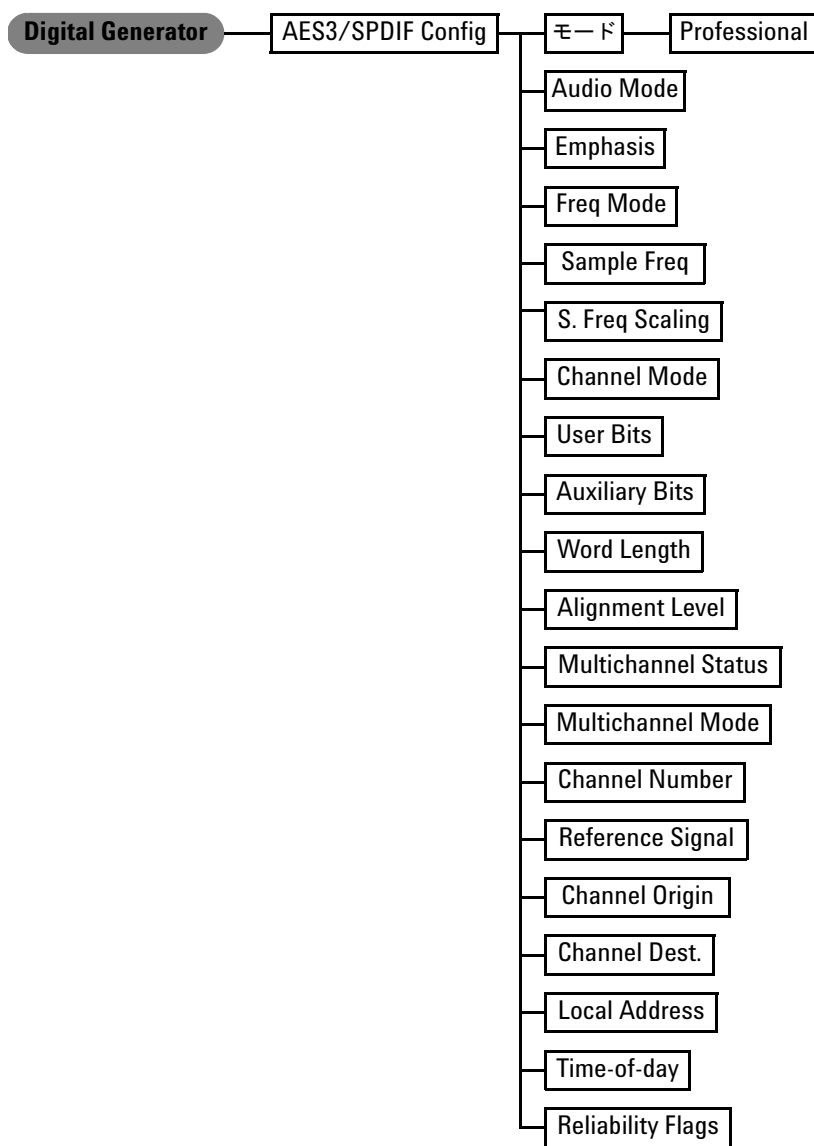 Digital Generator AES3/SPDIF Config モード Professional
Audio Mode
Emphasis
Freq Mode
Sample Freq
S. Freq Scaling
Channel Mode
User Bits
Auxiliary Bits
Word Length
Alignment Level
Multichannel Status
Multichannel Mode
Channel Number
Reference Signal
Channel Origin
Channel Dest.
Local Address
Time-of-day
Reliability Flags